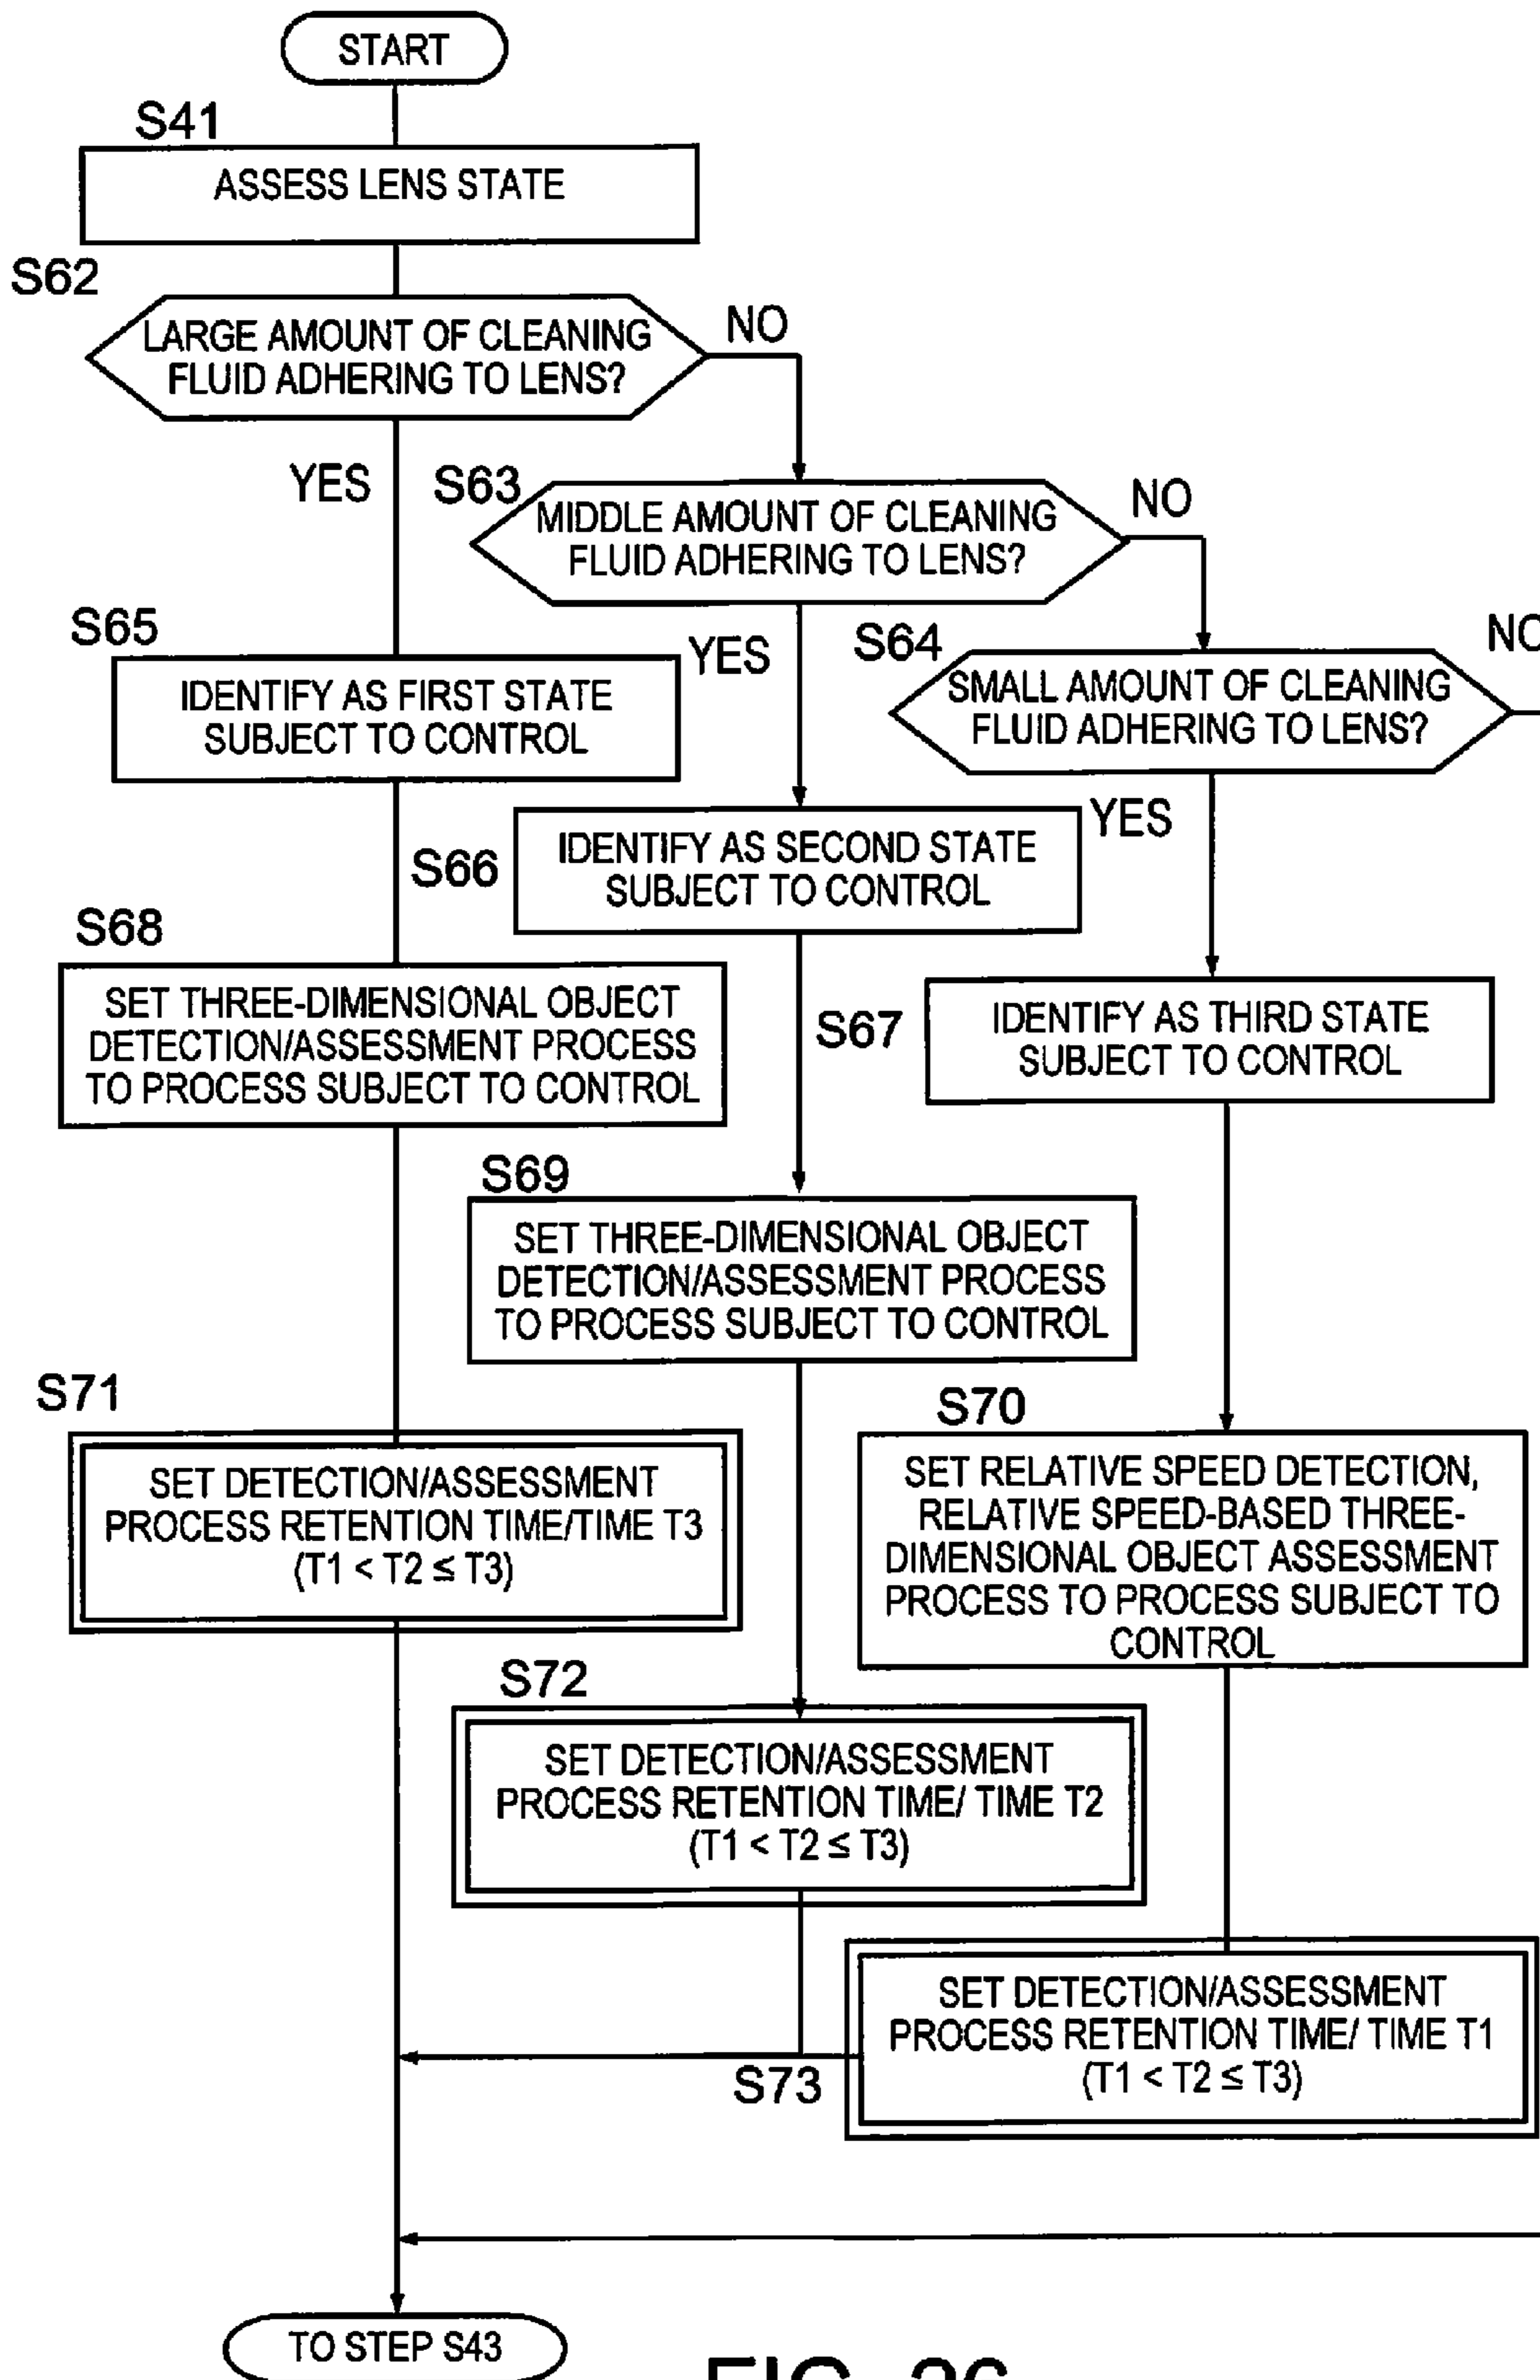 START
S41
ASSESS LENS STATE
S62
LARGE AMOUNT OF CLEANING
FLUID ADHERING TO LENS?
NO
YES
S63
MIDDLE AMOUNT OF CLEANING
FLUID ADHERING TO LENS?
NO
YES
S64
SMALL AMOUNT OF CLEANING
FLUID ADHERING TO LENS?
NO
YES
S65
IDENTIFY AS FIRST STATE
SUBJECT TO CONTROL
S66
IDENTIFY AS SECOND STATE
SUBJECT TO CONTROL
S67
IDENTIFY AS THIRD STATE
SUBJECT TO CONTROL
S68
SET THREE-DIMENSIONAL OBJECT
DETECTION/ASSESSMENT PROCESS
TO PROCESS SUBJECT TO CONTROL
S69
SET THREE-DIMENSIONAL OBJECT
DETECTION/ASSESSMENT PROCESS
TO PROCESS SUBJECT TO CONTROL
S70
SET RELATIVE SPEED DETECTION,
RELATIVE SPEED-BASED THREE-
DIMENSIONAL OBJECT ASSESSMENT
PROCESS TO PROCESS SUBJECT TO
CONTROL
S71
SET DETECTION/ASSESSMENT
PROCESS RETENTION TIME/TIME T3
(T1 < T2 ≤ T3)
S72
SET DETECTION/ASSESSMENT
PROCESS RETENTION TIME/ TIME T2
(T1 < T2 ≤ T3)
S73
SET DETECTION/ASSESSMENT
PROCESS RETENTION TIME/ TIME T1
(T1 < T2 ≤ T3)
TO STEP S43